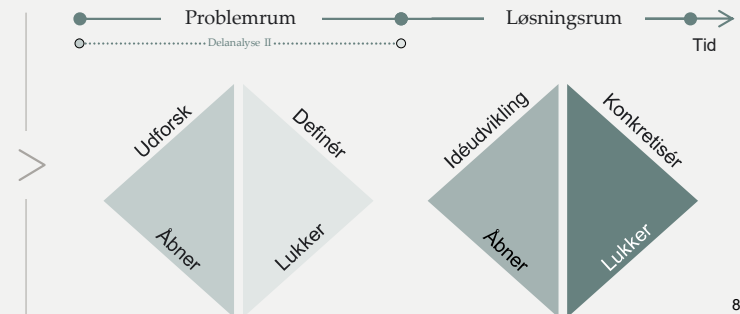 Problemrum
Løsningsrum
Delanalyse II
Tid
Udforsk
Definér
Idéudvikling
Konkretisér
Åbner
Lukker
Åbner
Lukker
8